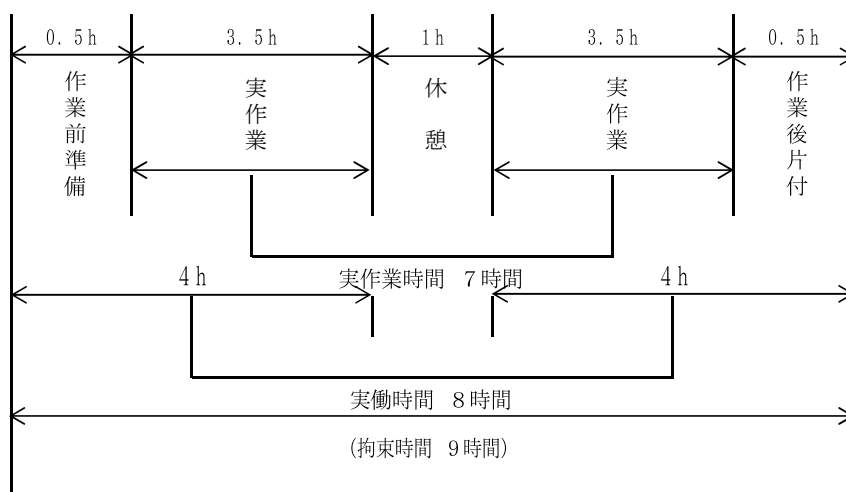 0.5h
3.5h
1h
3.5h
0.5h
作業前準備
実作業
休憩
実作業
作業後片付
実作業時間 7時間
4h
4h
実働時間 8時間
(拘束時間 9時間)